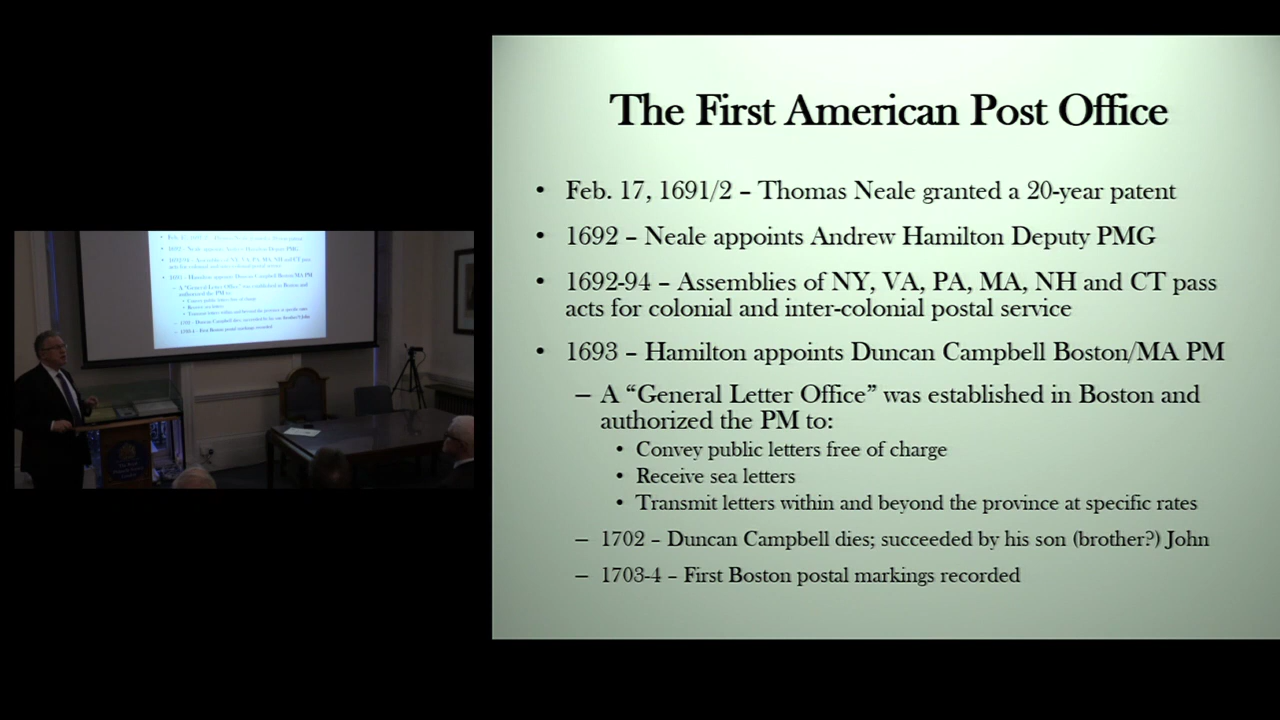 The First American Post Office
• Feb. 17, 1691/2 – Thomas Neale granted a 20-year patent
• 1692 – Neale appoints Andrew Hamilton Deputy PMG
• 1692-94 – Assemblies of NY, VA, PA, MA, NH and CT pass
acts for colonial and inter-colonial postal service
• 1693 – Hamilton appoints Duncan Campbell Boston/MA PM
– A “General Letter Office” was established in Boston and
authorized the PM to:
• Convey public letters free of charge
• Receive sea letters
• Transmit letters within and beyond the province at specific rates
– 1702 – Duncan Campbell dies; succeeded by his son (brother?) John
– 1703-4 – First Boston postal markings recorded